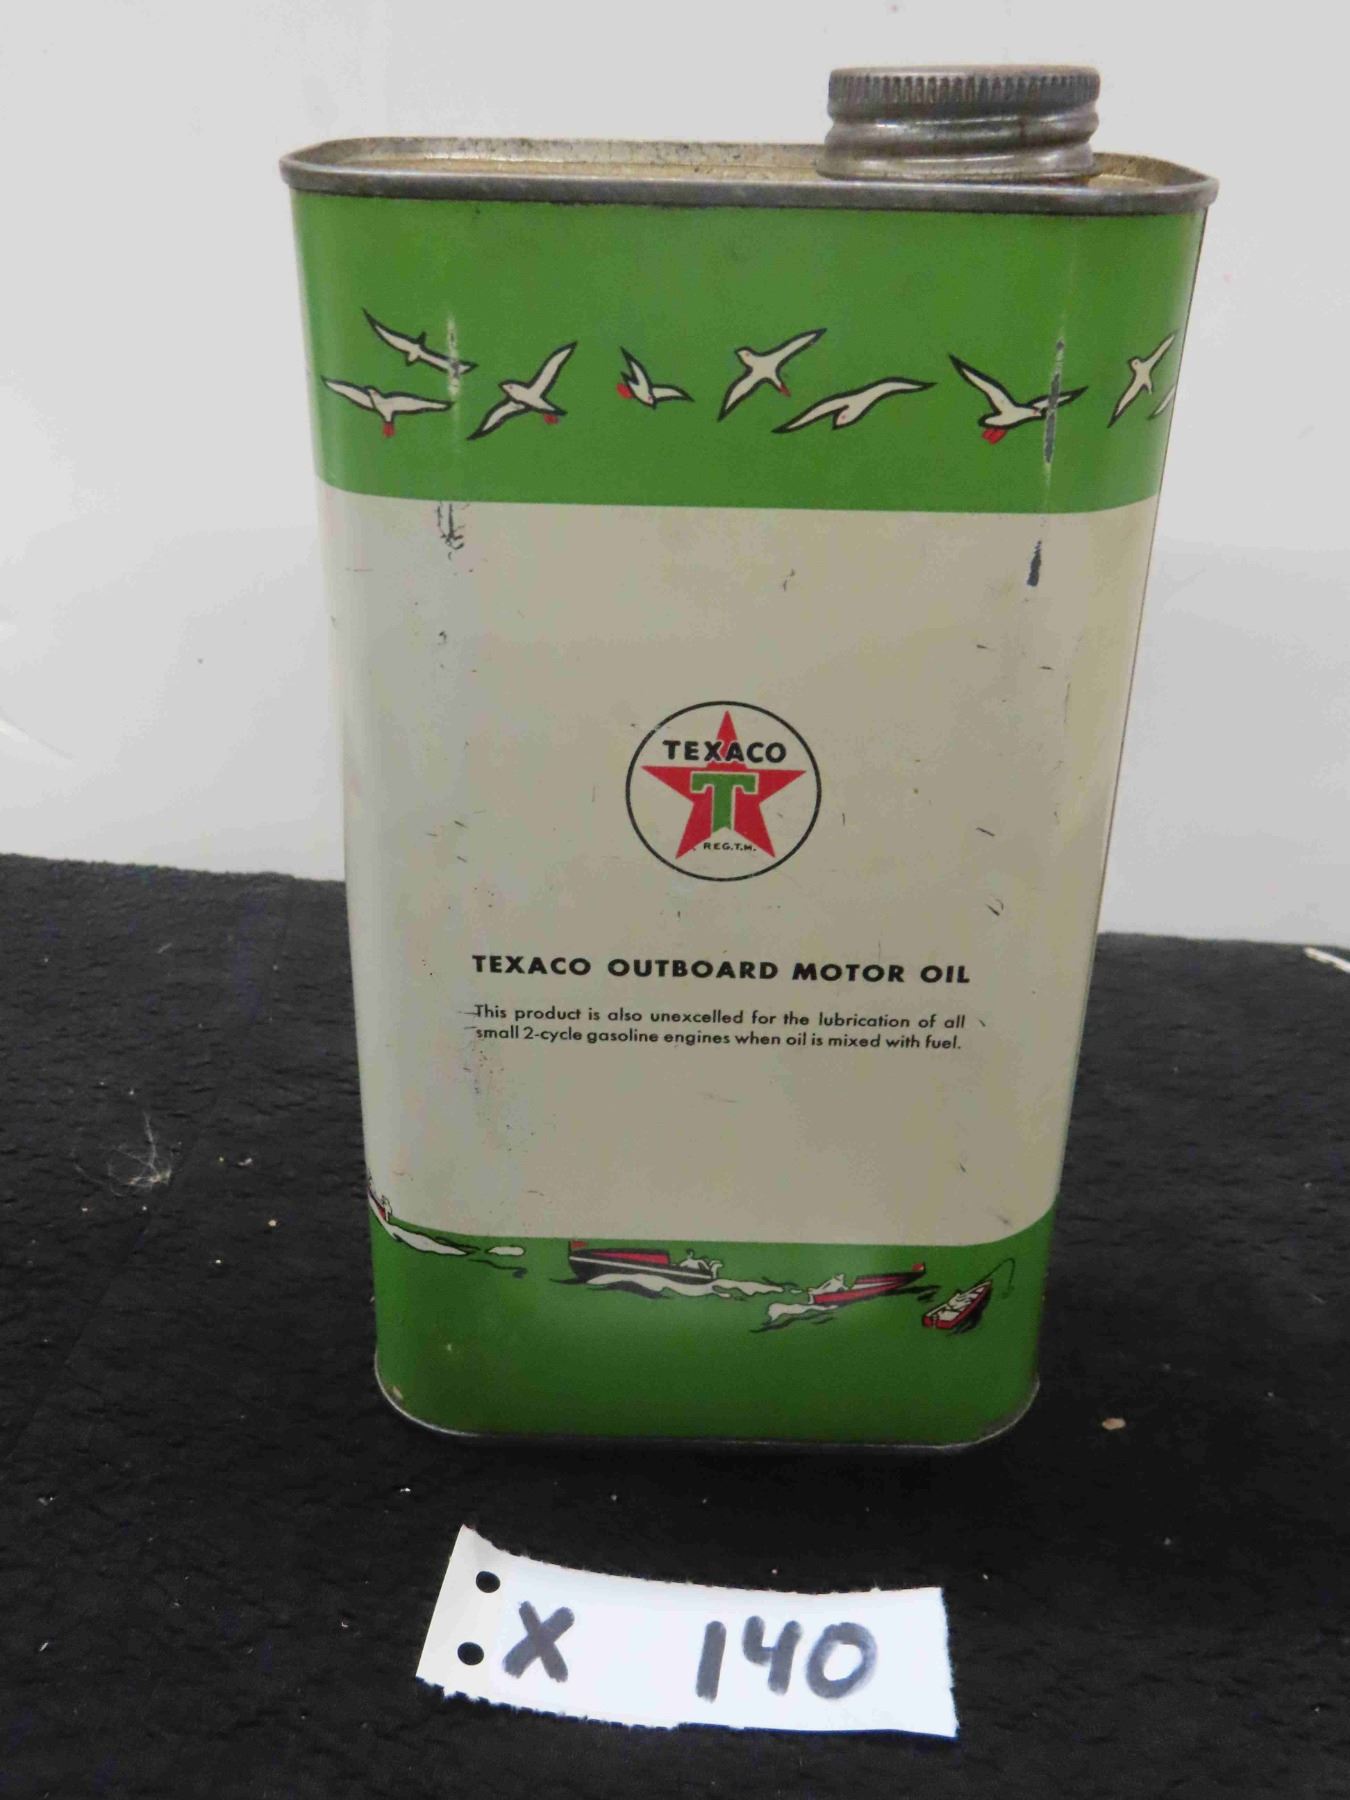 TEXACO
T
REG.T.M.
TEXACO OUTBOARD MOTOR OIL
This product is also unexcelled for the lubrication of all
small 2-cycle gasoline engines when oil is mixed with fuel.
X 140